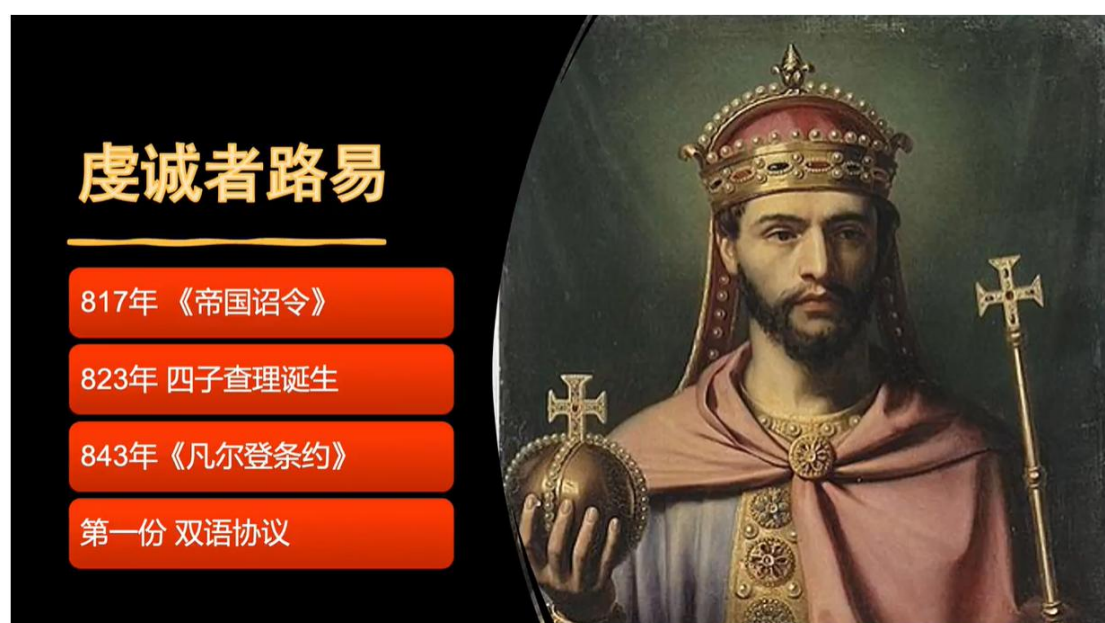 虔诚者路易
817年 《帝国诏令》
823年 四子查理诞生
843年《凡尔登条约》
第一份 双语协议